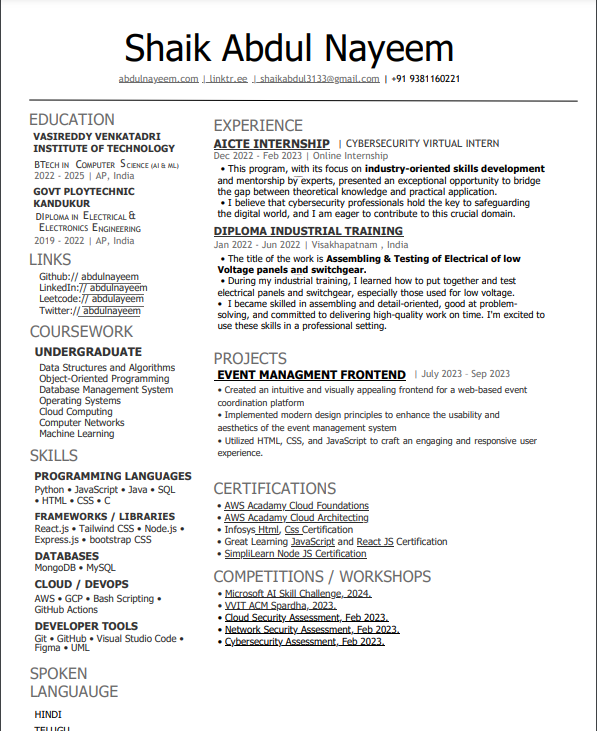 Shaik Abdul Nayeem
abdulnayeem.com | linktr.ee | shaikabdul3133@gmail.com | +91 9381160221
EDUCATION
VASIREDDY VENKATADRI
INSTITUTE OF TECHNOLOGY
BTECH IN COMPUTER SCIENCE (AI & ML)
2022 - 2025 | AP, India
GOVT PLOYTECHNIC
KANDUKUR
DIPLOMA IN ELECTRICAL &
ELECTRONICS ENGINEERING
2019 - 2022 | AP, India
LINKS
Github:// abdulnayeem
LinkedIn:// abdulnayeem
Leetcode:// abdulayeem
Twitter:// abdulnayeem
COURSEWORK
UNDERGRADUATE
Data Structures and Algorithms
Object-Oriented Programming
Database Management System
Operating Systems
Cloud Computing
Computer Networks
Machine Learning
SKILLS
PROGRAMMING LANGUAGES
Python • JavaScript • Java • SQL
• HTML • CSS • C
FRAMEWORKS / LIBRARIES
React.js • Tailwind CSS • Node.js •
Express.js • bootstrap CSS
DATABASES
MongoDB • MySQL
CLOUD / DEVOPS
AWS • GCP • Bash Scripting •
GitHub Actions
DEVELOPER TOOLS
Git • GitHub • Visual Studio Code •
Figma • UML
SPOKEN
LANGUAUGE
HINDI
TELUGU
EXPERIENCE
AICTE INTERNSHIP | CYBERSECURITY VIRTUAL INTERN
Dec 2022 - Feb 2023 | Online Internship
• This program, with its focus on industry-oriented skills development
and mentorship by experts, presented an exceptional opportunity to bridge
the gap between theoretical knowledge and practical application.
• I believe that cybersecurity professionals hold the key to safeguarding
the digital world, and I am eager to contribute to this crucial domain.
DIPLOMA INDUSTRIAL TRAINING
Jan 2022 - Jun 2022 | Visakhapatnam , India
• The title of the work is Assembling & Testing of Electrical of low
Voltage panels and switchgear.
• During my industrial training, I learned how to put together and test
electrical panels and switchgear, especially those used for low voltage.
• I became skilled in assembling and detail-oriented, good at problem-
solving, and committed to delivering high-quality work on time. I'm excited to
use these skills in a professional setting.
PROJECTS
EVENT MANAGMENT FRONTEND | July 2023 - Sep 2023
• Created an intuitive and visually appealing frontend for a web-based event
coordination platform
• Implemented modern design principles to enhance the usability and
aesthetics of the event management system
• Utilized HTML, CSS, and JavaScript to craft an engaging and responsive user
experience.
CERTIFICATIONS
• AWS Acadamy Cloud Foundations
• AWS Acadamy Cloud Architecting
• Infosys Html, Css Certification
• Great Learning JavaScript and React JS Certification
• SimpliLearn Node JS Certification
COMPETITIONS / WORKSHOPS
• Microsoft AI Skill Challenge, 2024.
• VVIT ACM Spardha, 2023.
• Cloud Security Assessment, Feb 2023.
• Network Security Assessment, Feb 2023.
• Cybersecurity Assessment, Feb 2023.